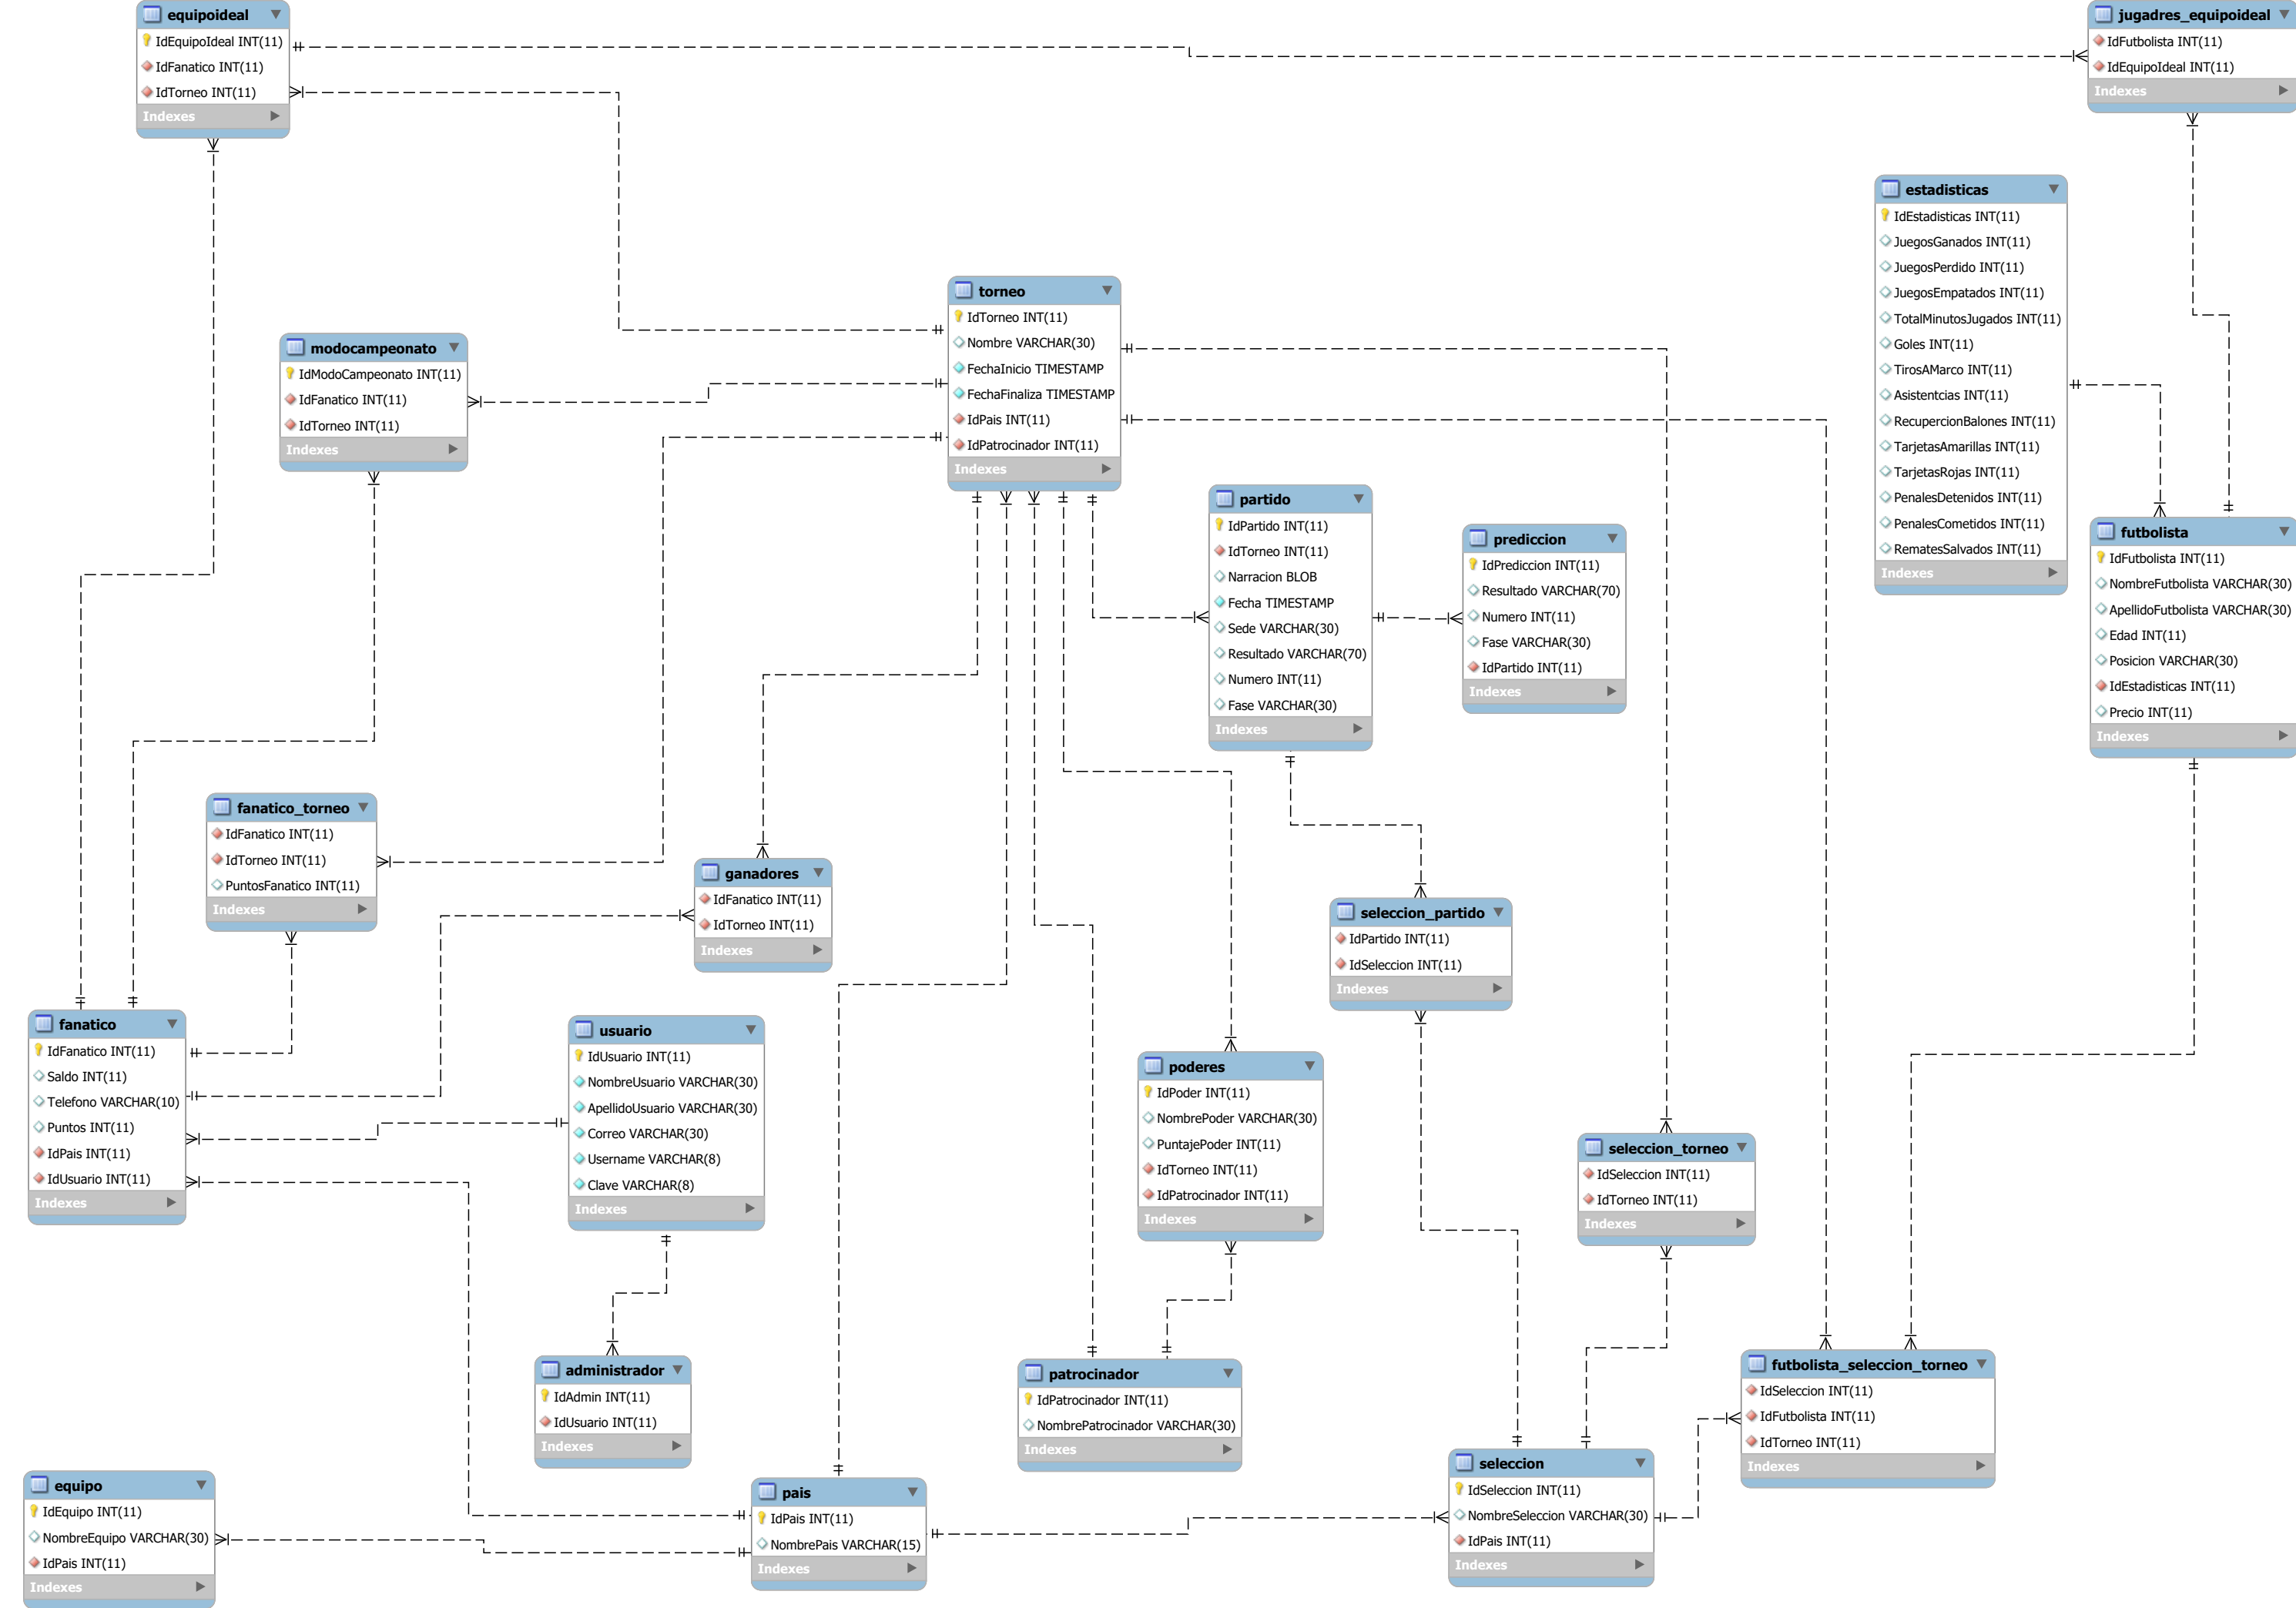 equipoideal
IdEquipoIdeal INT(11)
IdFanatico INT(11)
IdTorneo INT(11)
Indexes
jugadres_equipoideal
IdFutbolista INT(11)
IdEquipoIdeal INT(11)
Indexes
estadisticas
IdEstadisticas INT(11)
JuegosGanados INT(11)
JuegosPerdido INT(11)
JuegosEmpatados INT(11)
TotalMinutosJugados INT(11)
Goles INT(11)
TirosAMarco INT(11)
Asistentcias INT(11)
RecupercionBalones INT(11)
TarjetasAmarillas INT(11)
TarjetasRojas INT(11)
PenalesDetenidos INT(11)
PenalesCometidos INT(11)
RematesSalvados INT(11)
Indexes
torneo
IdTorneo INT(11)
Nombre VARCHAR(30)
FechaInicio TIMESTAMP
FechaFinaliza TIMESTAMP
IdPais INT(11)
IdPatrocinador INT(11)
Indexes
modocampeonato
IdModoCampeonato INT(11)
IdFanatico INT(11)
IdTorneo INT(11)
Indexes
partido
IdPartido INT(11)
IdTorneo INT(11)
Narracion BLOB
Fecha TIMESTAMP
Sede VARCHAR(30)
Resultado VARCHAR(70)
Numero INT(11)
Fase VARCHAR(30)
Indexes
prediccion
IdPrediccion INT(11)
Resultado VARCHAR(70)
Numero INT(11)
Fase VARCHAR(30)
IdPartido INT(11)
Indexes
futbolista
IdFutbolista INT(11)
NombreFutbolista VARCHAR(30)
ApellidoFutbolista VARCHAR(30)
Edad INT(11)
Posicion VARCHAR(30)
IdEstadisticas INT(11)
Precio INT(11)
Indexes
fanatico_torneo
IdFanatico INT(11)
IdTorneo INT(11)
PuntosFanatico INT(11)
Indexes
ganadores
IdFanatico INT(11)
IdTorneo INT(11)
Indexes
seleccion_partido
IdPartido INT(11)
IdSeleccion INT(11)
Indexes
fanatico
IdFanatico INT(11)
Saldo INT(11)
Telefono VARCHAR(10)
Puntos INT(11)
IdPais INT(11)
IdUsuario INT(11)
Indexes
usuario
IdUsuario INT(11)
NombreUsuario VARCHAR(30)
ApellidoUsuario VARCHAR(30)
Correo VARCHAR(30)
Username VARCHAR(8)
Clave VARCHAR(8)
Indexes
poderes
IdPoder INT(11)
NombrePoder VARCHAR(30)
PuntajePoder INT(11)
IdTorneo INT(11)
IdPatrocinador INT(11)
Indexes
seleccion_torneo
IdSeleccion INT(11)
IdTorneo INT(11)
Indexes
administrador
IdAdmin INT(11)
IdUsuario INT(11)
Indexes
patrocinador
IdPatrocinador INT(11)
NombrePatrocinador VARCHAR(30)
Indexes
futbolista_seleccion_torneo
IdSeleccion INT(11)
IdFutbolista INT(11)
IdTorneo INT(11)
Indexes
equipo
IdEquipo INT(11)
NombreEquipo VARCHAR(30)
IdPais INT(11)
Indexes
pais
IdPais INT(11)
NombrePais VARCHAR(15)
Indexes
seleccion
IdSeleccion INT(11)
NombreSeleccion VARCHAR(30)
IdPais INT(11)
Indexes